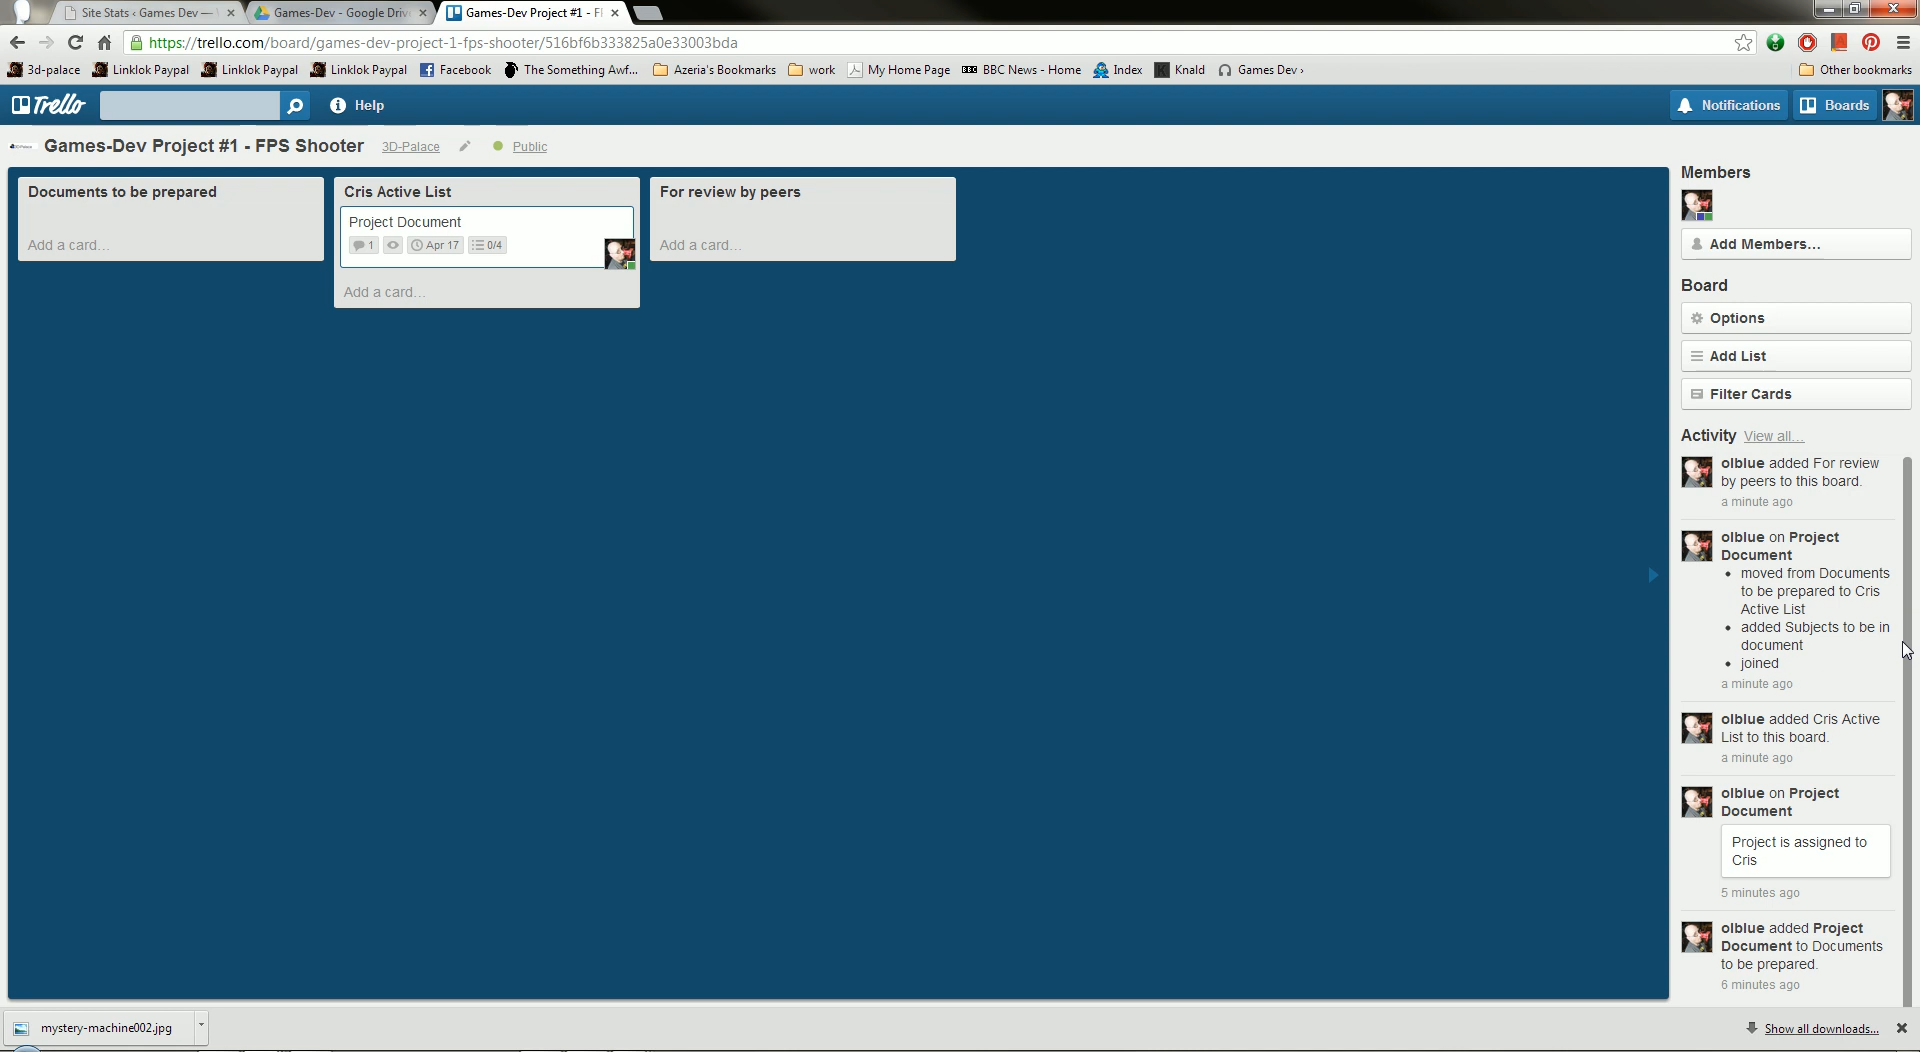 Site Stats ‹ Games Dev —
Games-Dev - Google Driv
Games-Dev Project #1 - F
https://trello.com/board/games-dev-project-1-fps-shooter/516bf6b333825a0e33003bda
3d-palace
Linklok Paypal
Linklok Paypal
Linklok Paypal
Facebook
The Something Awf...
Azeria's Bookmarks
work
My Home Page
BBC News - Home
Index
Knald
Games Dev ›
Other bookmarks
Trello
Help
Notifications
Boards
Games-Dev Project #1 - FPS Shooter
3D-Palace
Public
Documents to be prepared
Add a card...
Cris Active List
Project Document
1
Apr 17
0/4
Add a card...
For review by peers
Add a card...
Members
Add Members...
Board
Options
Add List
Filter Cards
Activity View all...
olblue added For review
by peers to this board.
a minute ago
olblue on Project
Document
• moved from Documents
to be prepared to Cris
Active List
• added Subjects to be in
document
• joined
a minute ago
olblue added Cris Active
List to this board.
a minute ago
olblue on Project
Document
Project is assigned to
Cris
5 minutes ago
olblue added Project
Document to Documents
to be prepared.
6 minutes ago
mystery-machine002.jpg
Show all downloads...